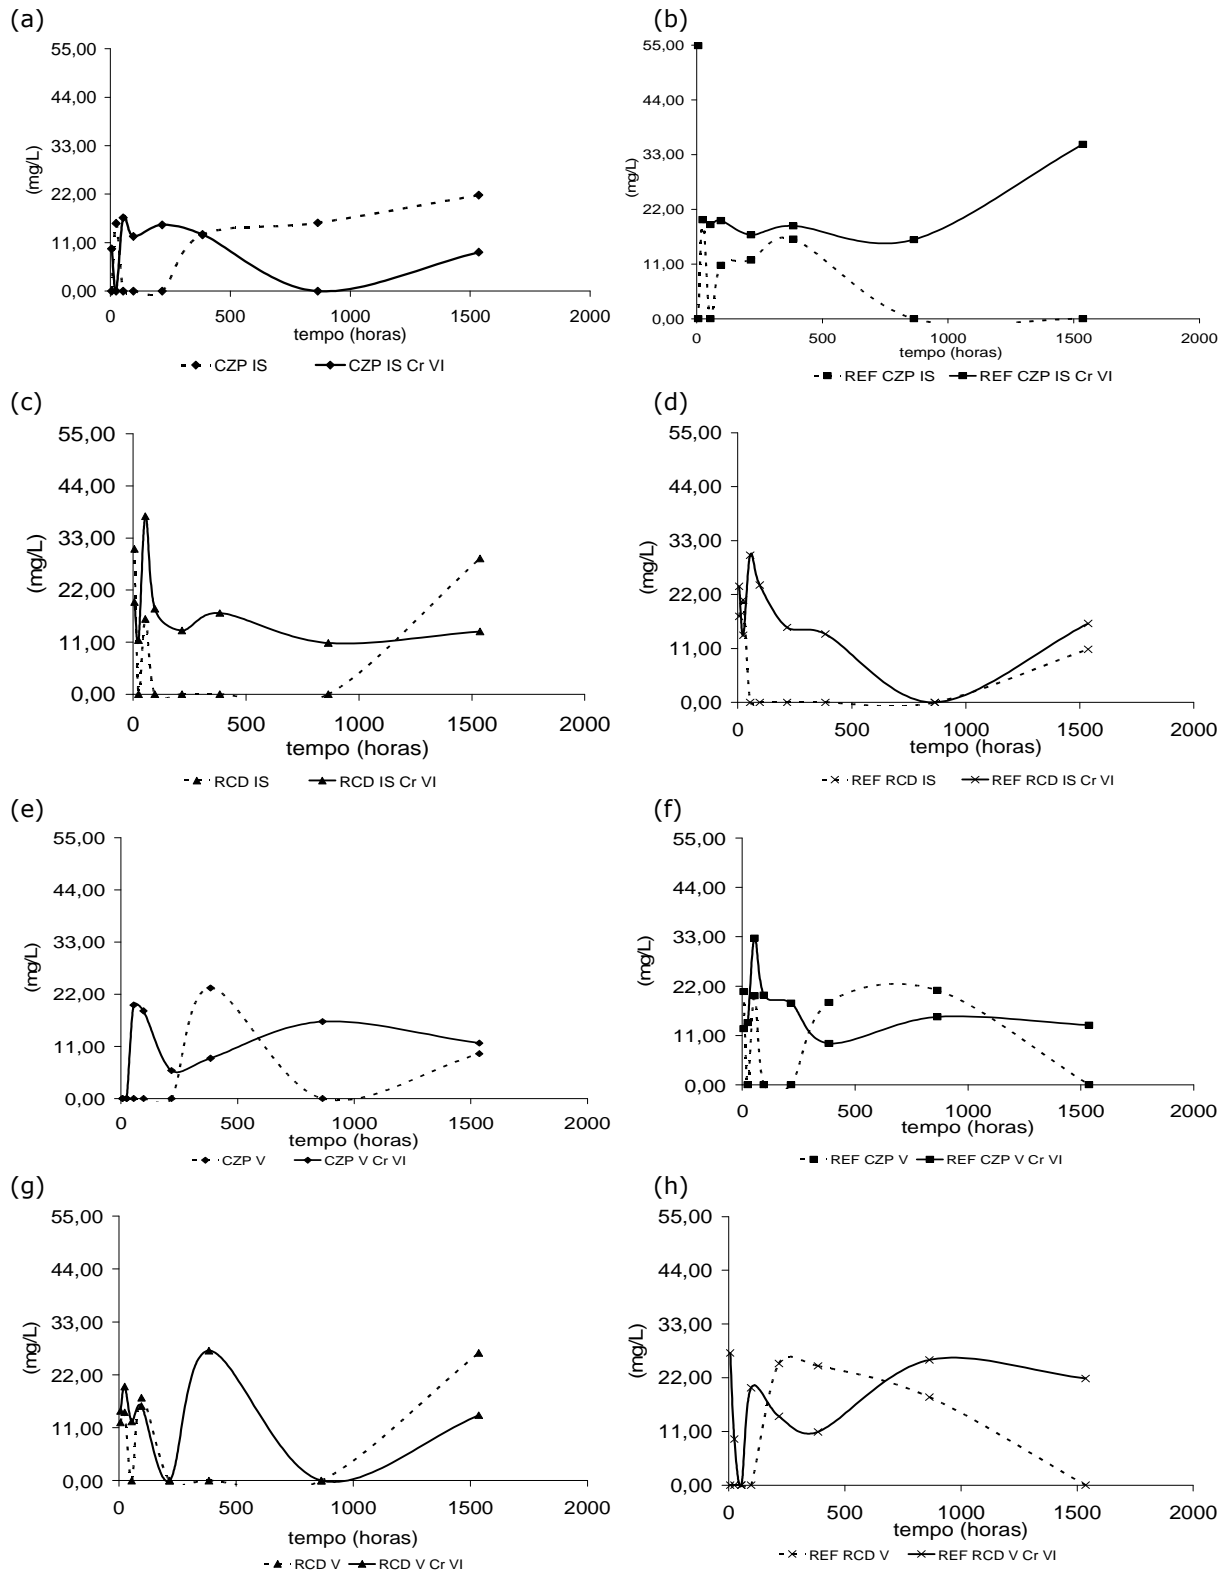 (a)
55,00
44,00
33,00
22,00
11,00
0,00
(mg/L)
0
500
1000
1500
2000
tempo (horas)
CZP IS
CZP IS Cr VI
(b)
55,00
44,00
33,00
22,00
11,00
0,00
(mg/L)
0
500
1000
1500
2000
tempo (horas)
REF CZP IS
REF CZP IS Cr VI
(c)
55,00
44,00
33,00
22,00
11,00
0,00
(mg/L)
0
500
1000
1500
2000
tempo (horas)
RCD IS
RCD IS Cr VI
(d)
55,00
44,00
33,00
22,00
11,00
0,00
(mg/L)
0
500
1000
1500
2000
tempo (horas)
REF RCD IS
REF RCD IS Cr VI
(e)
55,00
44,00
33,00
22,00
11,00
0,00
(mg/L)
0
500
1000
1500
2000
tempo (horas)
CZP V
CZP V Cr VI
(f)
55,00
44,00
33,00
22,00
11,00
0,00
(mg/L)
0
500
1000
1500
2000
tempo (horas)
REF CZP V
REF CZP V Cr VI
(g)
55,00
44,00
33,00
22,00
11,00
0,00
(mg/L)
0
500
1000
1500
2000
tempo (horas)
RCD V
RCD V Cr VI
(h)
55,00
44,00
33,00
22,00
11,00
0,00
(mg/L)
0
500
1000
1500
2000
tempo (horas)
REF RCD V
REF RCD V Cr VI